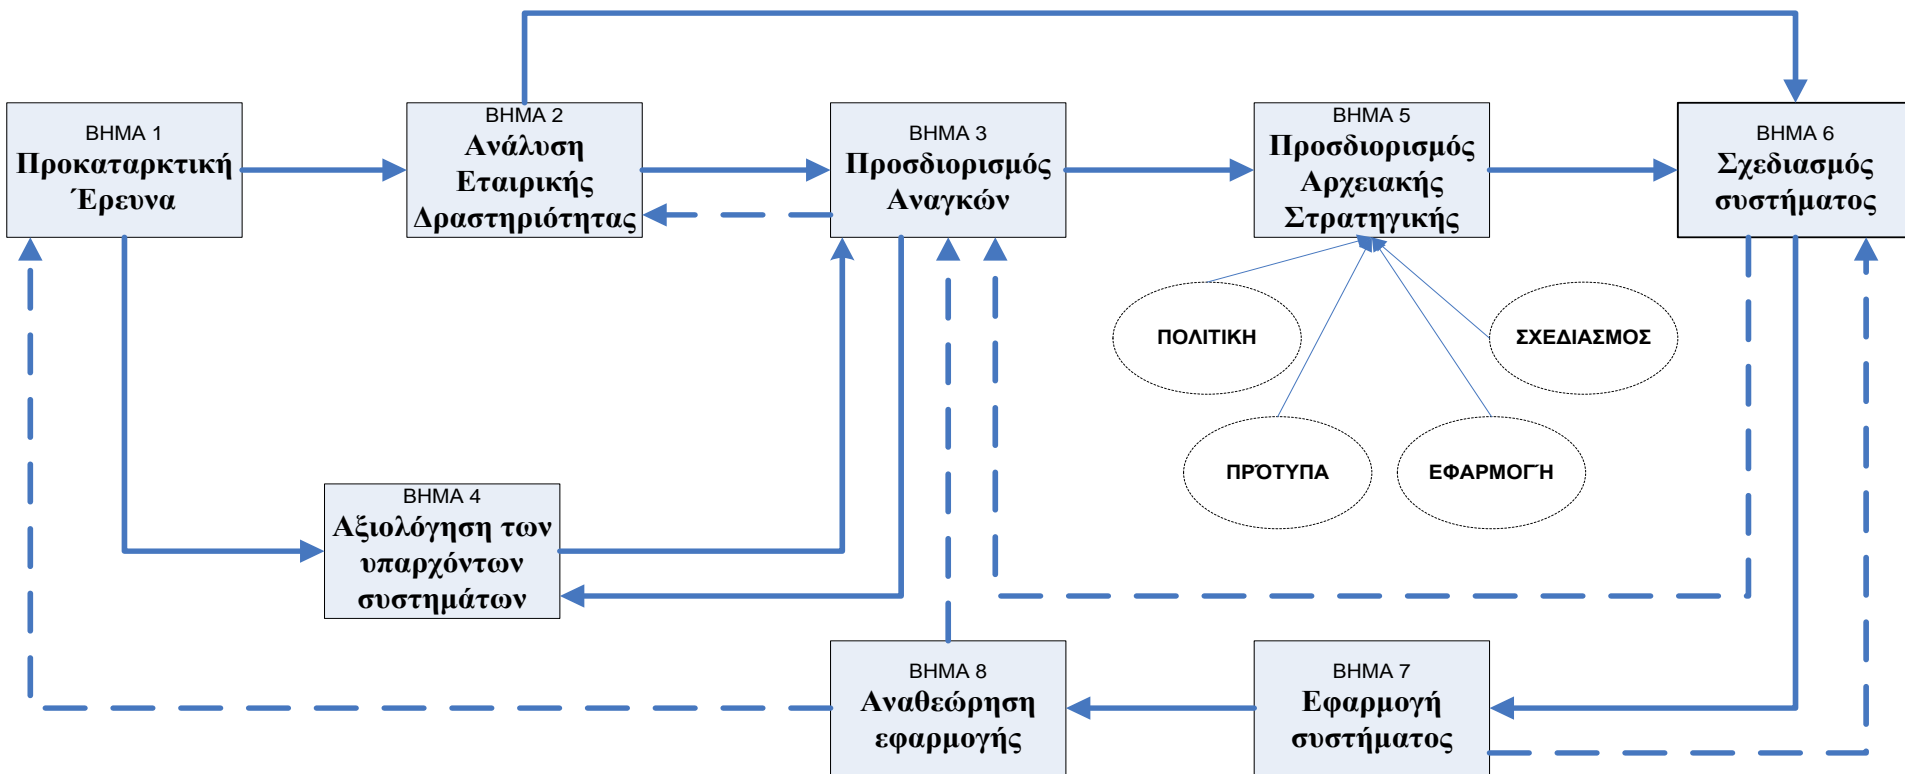 ΒΗΜΑ 1
Προκαταρκτική
Έρευνα
ΒΗΜΑ 2
Ανάλυση
Εταιρικής
Δραστηριότητας
ΒΗΜΑ 3
Προσδιορισμός
Αναγκών
ΒΗΜΑ 5
Προσδιορισμός
Αρχειακής
Στρατηγικής
ΒΗΜΑ 6
Σχεδιασμός
συστήματος
ΠΟΛΙΤΙΚΗ
ΣΧΕΔΙΑΣΜΟΣ
ΠΡΌΤΥΠΑ
ΕΦΑΡΜΟΓΉ
ΒΗΜΑ 4
Αξιολόγηση των
υπαρχόντων
συστημάτων
ΒΗΜΑ 8
Αναθεώρηση
εφαρμογής
ΒΗΜΑ 7
Εφαρμογή
συστήματος